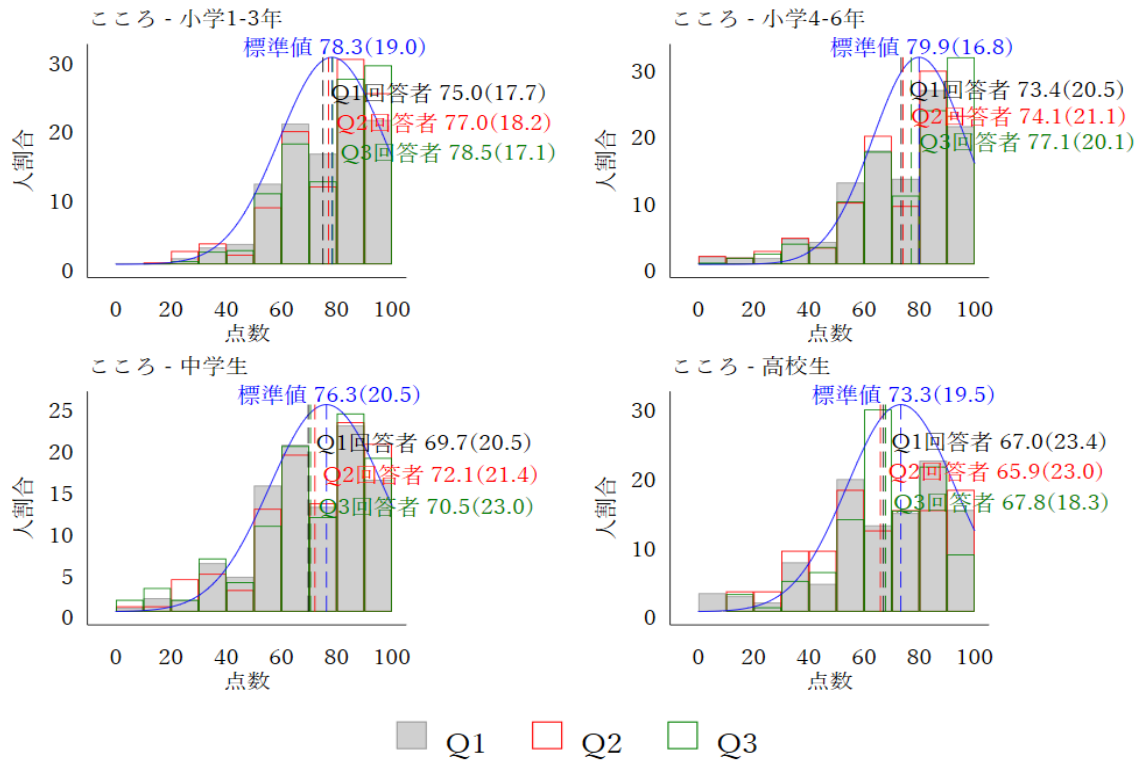 こころ - 小学1-3年
標準値 78.3(19.0)
Q1回答者 75.0(17.7)
Q2回答者 77.0(18.2)
Q3回答者 78.5(17.1)
人割合
30
20
10
0
0 20 40 60 80 100
点数
こころ - 小学4-6年
標準値 79.9(16.8)
Q1回答者 73.4(20.5)
Q2回答者 74.1(21.1)
Q3回答者 77.1(20.1)
人割合
30
20
10
0
0 20 40 60 80 100
点数
こころ - 中学生
標準値 76.3(20.5)
Q1回答者 69.7(20.5)
Q2回答者 72.1(21.4)
Q3回答者 70.5(23.0)
人割合
25
20
15
10
5
0
0 20 40 60 80 100
点数
こころ - 高校生
標準値 73.3(19.5)
Q1回答者 67.0(23.4)
Q2回答者 65.9(23.0)
Q3回答者 67.8(18.3)
人割合
30
20
10
0
0 20 40 60 80 100
点数
Q1 Q2 Q3